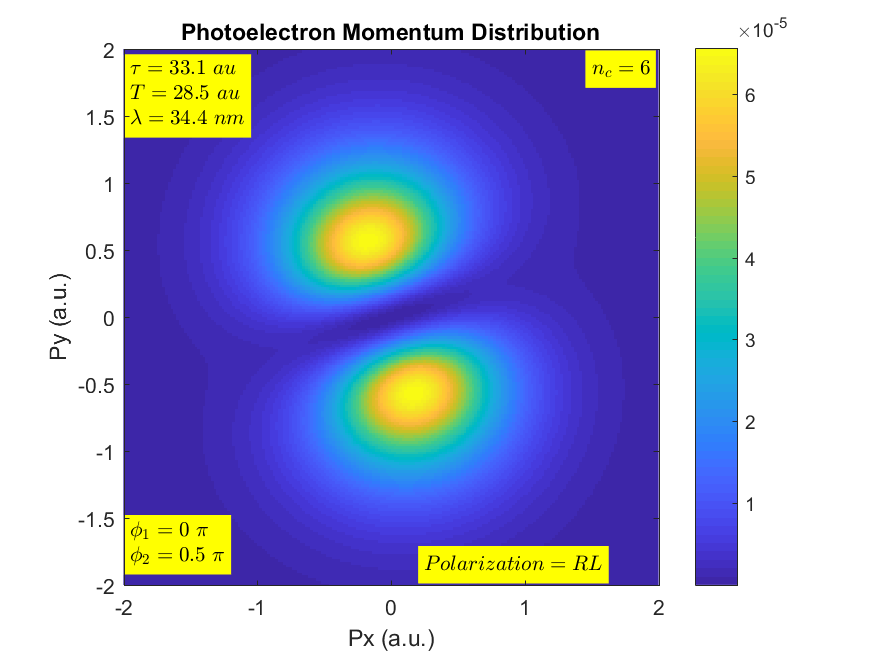 Photoelectron Momentum Distribution
×10⁻⁵
τ = 33.1 au
T = 28.5 au
λ = 34.4 nm
n_c = 6
2
1.5
1
0.5
0
-0.5
-1
-1.5
-2
Py (a.u.)
ϕ₁ = 0 π
ϕ₂ = 0.5 π
Polarization = RL
-2 -1 0 1 2
Px (a.u.)
6
5
4
3
2
1